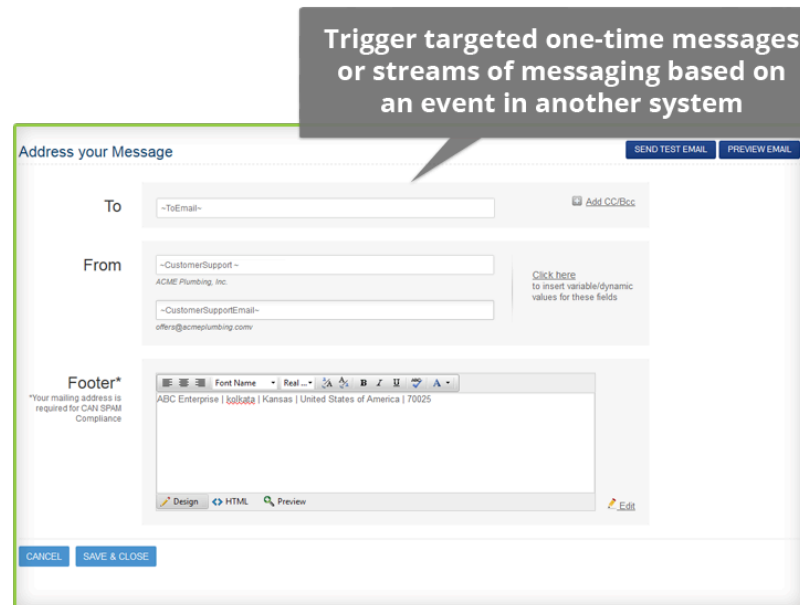 Trigger targeted one-time messages
or streams of messaging based on
an event in another system
Address your Message
SEND TEST EMAIL
PREVIEW EMAIL
To
~ToEmail~
Add CC/Bcc
From
~CustomerSupport ~
ACME Plumbing, Inc.
Click here
to insert variable/dynamic
values for these fields
~CustomerSupportEmail~
offers@acmeplumbing.comv
Footer*
*Your mailing address is
required for CAN SPAM
Compliance
Font Name
Real ...
B I U
A
ABC Enterprise | kolkata | Kansas | United States of America | 70025
Design
HTML
Preview
Edit
CANCEL
SAVE & CLOSE